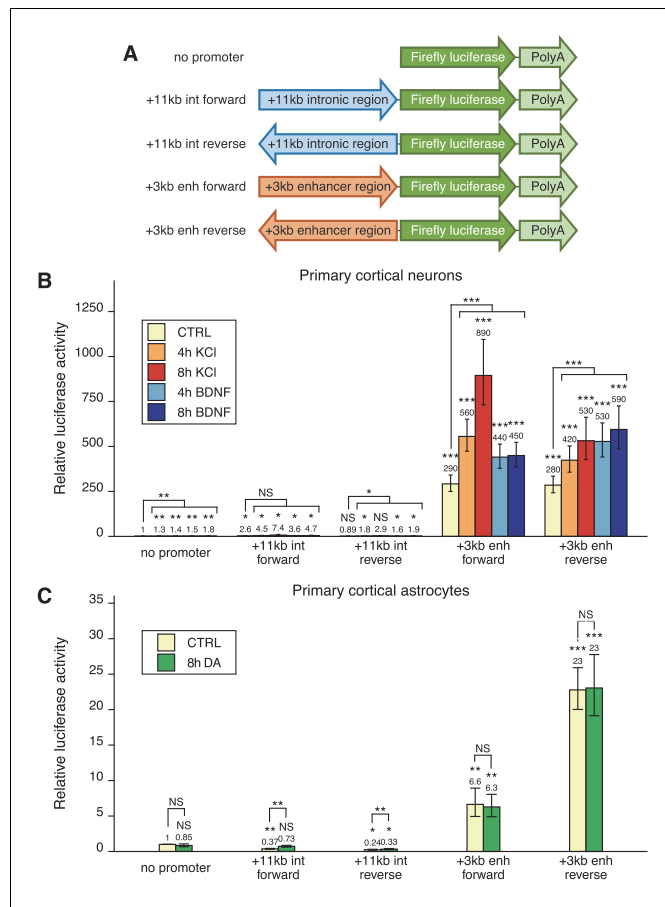 A
no promoter
Firefly luciferase
PolyA
+11kb int forward
+11kb intronic region
Firefly luciferase
PolyA
+11kb int reverse
+11kb intronic region
Firefly luciferase
PolyA
+3kb enh forward
+3kb enhancer region
Firefly luciferase
PolyA
+3kb enh reverse
+3kb enhancer region
Firefly luciferase
PolyA
B
Primary cortical neurons
Relative luciferase activity
1250
1000
750
500
250
0
CTRL
4h KCl
8h KCl
4h BDNF
8h BDNF
**
** ** ** **
1 1.3 1.4 1.5 1.8
NS
* * * * *
2.6 4.5 7.4 3.6 4.7
*
NS * NS * *
0.89 1.8 2.9 1.6 1.9
***
*** *** *** *** ***
290 560 890 440 450
***
*** *** *** *** ***
280 420 530 530 590
no promoter
+11kb int
forward
+11kb int
reverse
+3kb enh
forward
+3kb enh
reverse
C
Primary cortical astrocytes
Relative luciferase activity
35
30
25
20
15
10
5
0
CTRL
8h DA
NS
NS
1 0.85
**
** NS
0.37 0.73
**
* *
0.24 0.33
NS
** **
6.6 6.3
NS
*** ***
23 23
no promoter
+11kb int
forward
+11kb int
reverse
+3kb enh
forward
+3kb enh
reverse